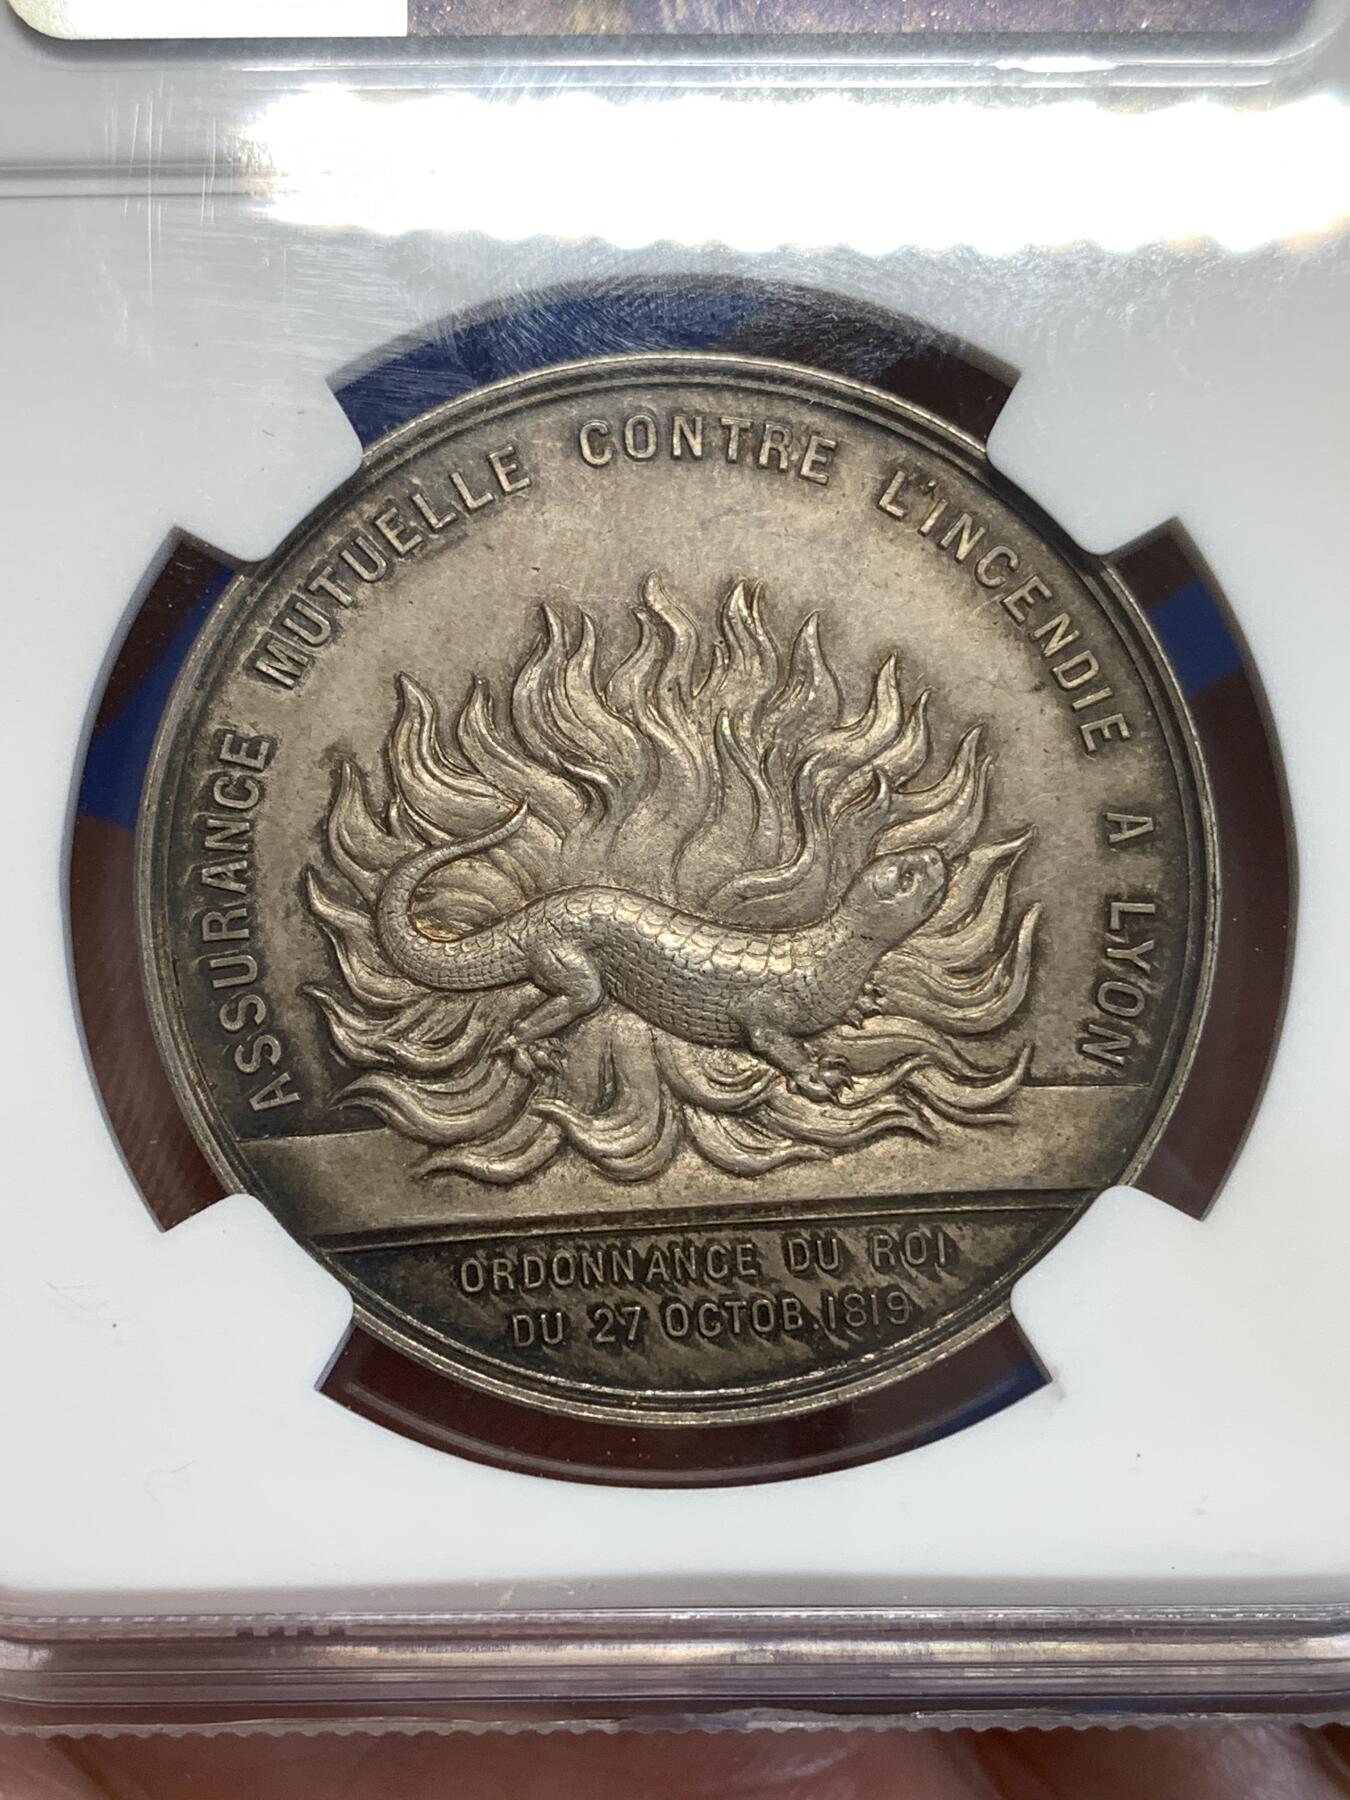 ASSURANCE MUTUELLE CONTRE L'INCENDIE A LYON
ORDONNANCE DU ROI
DU 27 OCTOB. 1819